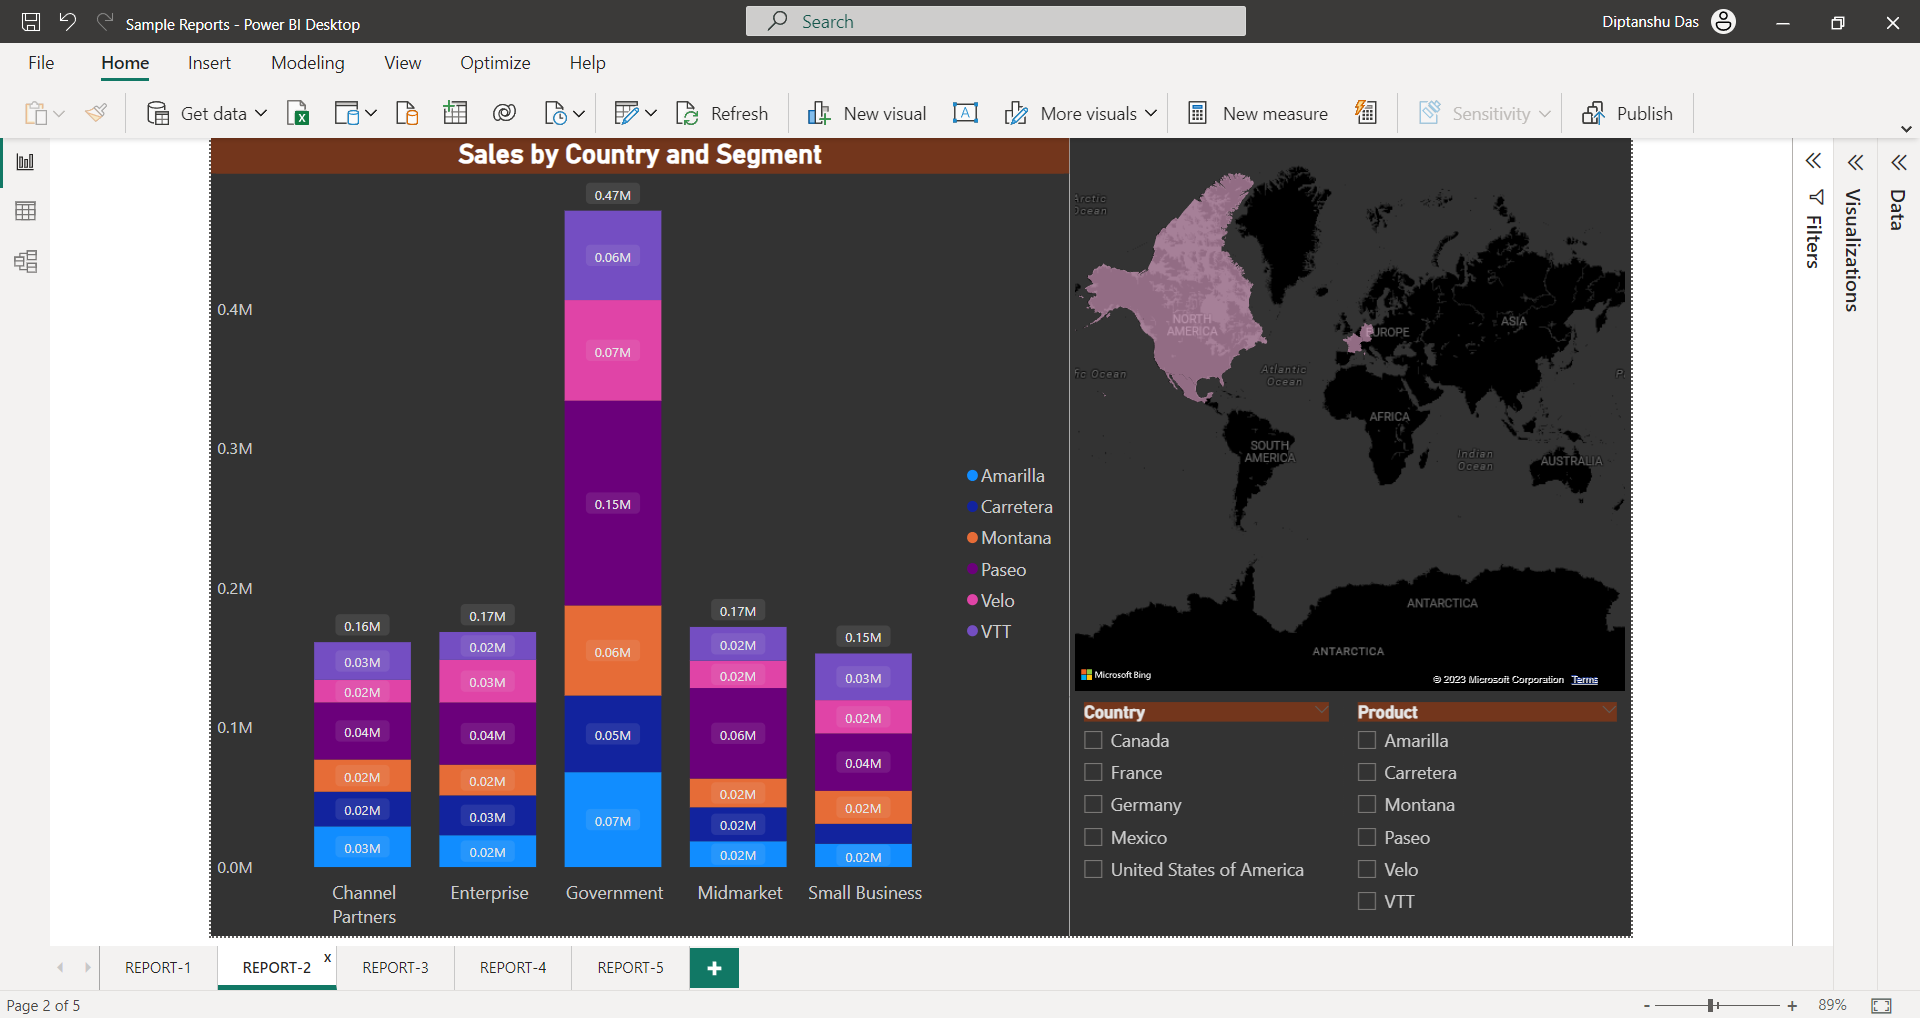 Sample Reports - Power BI Desktop
Search
Diptanshu Das
File Home Insert Modeling View Optimize Help
Get data
Refresh
New visual
A
More visuals
New measure
Sensitivity
Publish
Sales by Country and Segment
0.4M
0.3M
0.2M
0.1M
0.0M
0.16M
0.03M
0.02M
0.04M
0.02M
0.02M
0.03M
0.17M
0.02M
0.03M
0.04M
0.02M
0.03M
0.02M
0.47M
0.06M
0.07M
0.15M
0.06M
0.05M
0.07M
0.17M
0.02M
0.02M
0.06M
0.02M
0.02M
0.02M
0.15M
0.03M
0.02M
0.04M
0.02M
0.02M
Channel
Partners
Enterprise
Government
Midmarket
Small Business
Amarilla
Carretera
Montana
Paseo
Velo
VTT
Arctic
Ocean
NORTH
AMERICA
EUROPE
ASIA
fic Ocean
Atlantic
Ocean
P
AFRICA
SOUTH
AMERICA
Indian
Ocean
AUSTRALIA
ANTARCTICA
ANTARCTICA
Microsoft Bing
© 2023 Microsoft Corporation Terms
Country
Canada
France
Germany
Mexico
United States of America
Product
Amarilla
Carretera
Montana
Paseo
Velo
VTT
Filters
Visualizations
Data
REPORT-1
REPORT-2 x
REPORT-3
REPORT-4
REPORT-5
+
Page 2 of 5
- + 89%